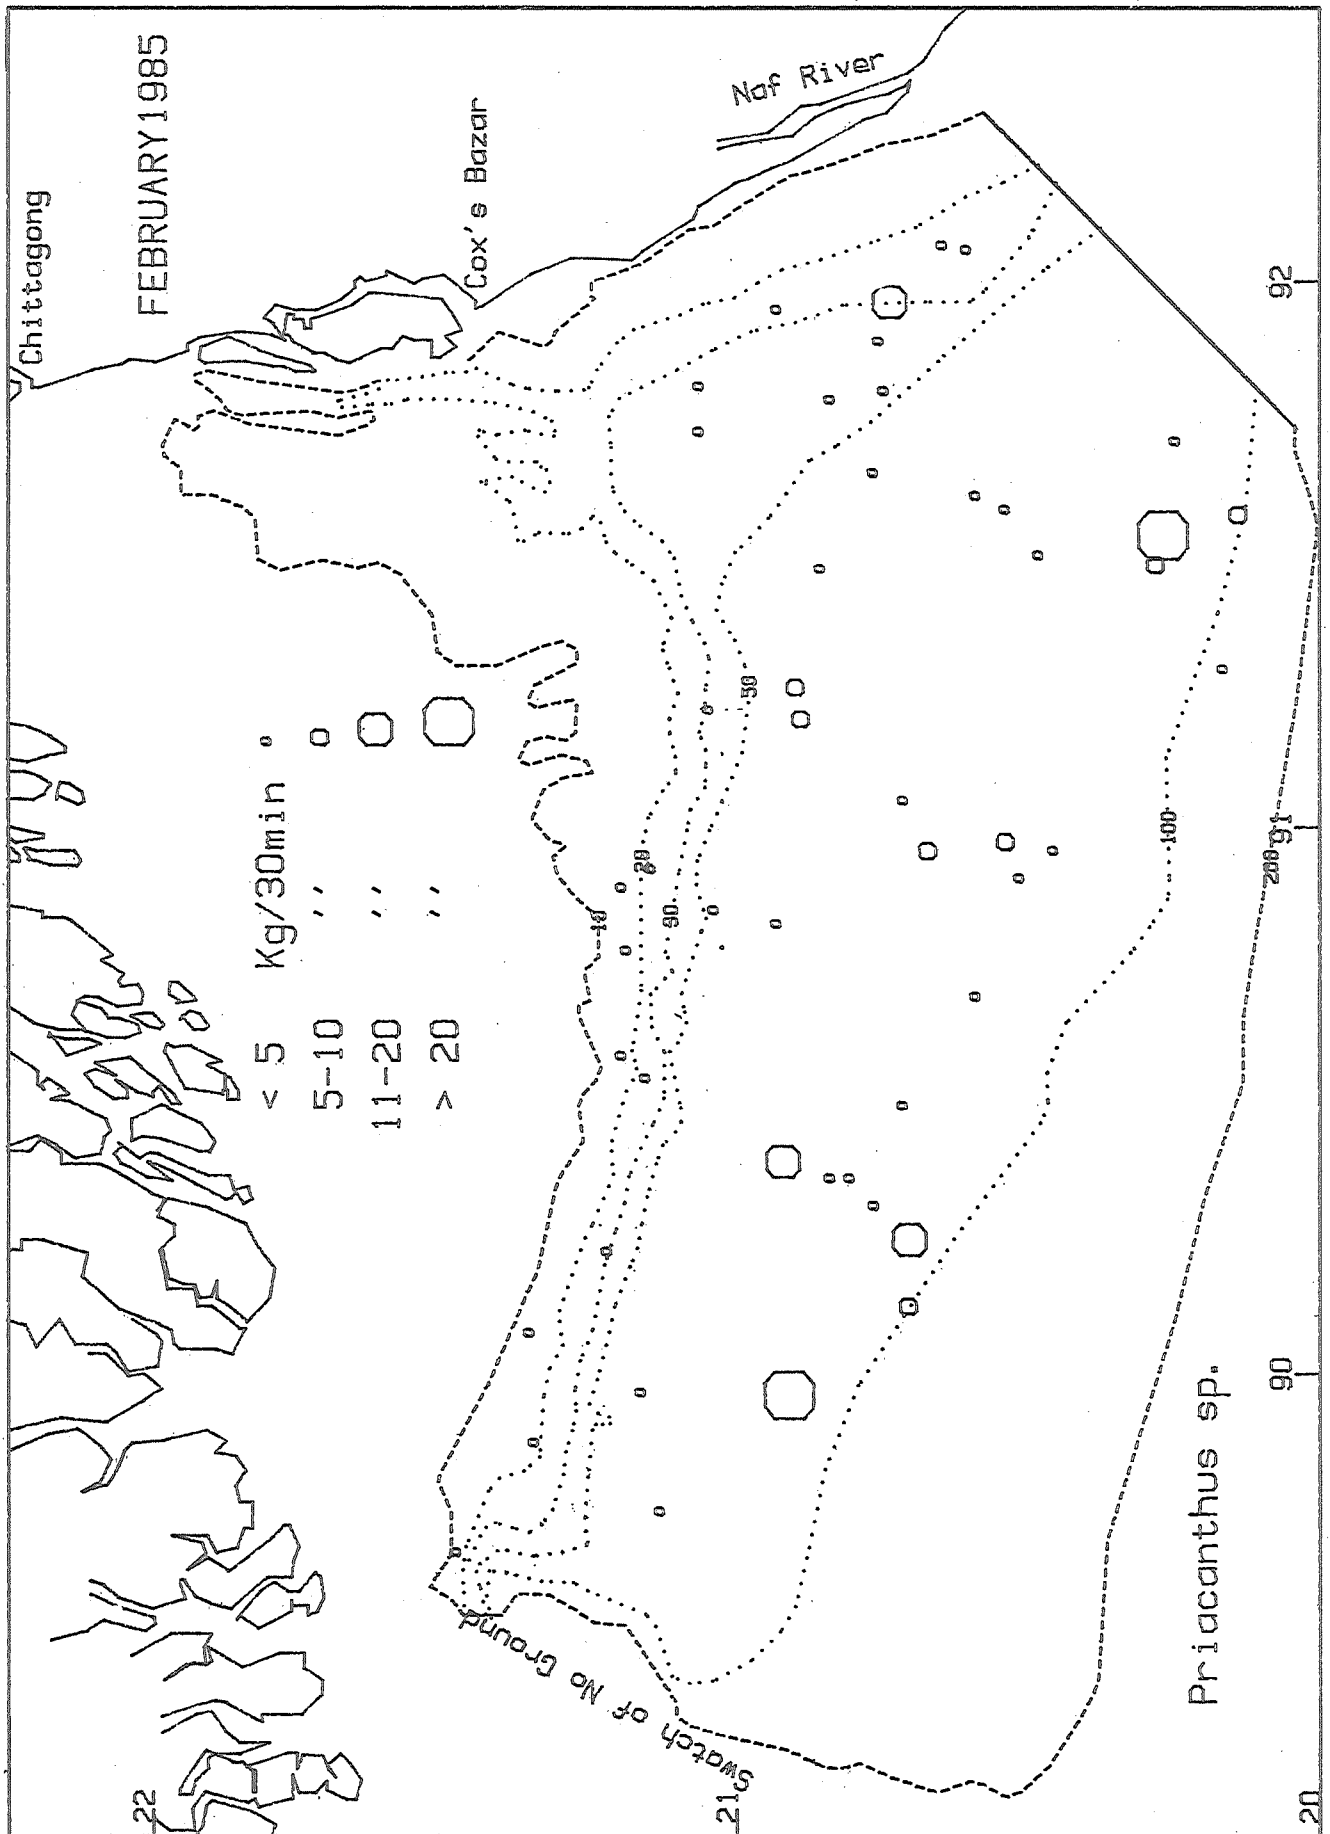 Chittagong
FEBRUARY1985
Cox's Bazar
Naf River
< 5 Kg/30min
5-10 ,,
11-20 ,,
> 20 ,,
10
20
50
100
200
Swatch of No Ground
Priacanthus sp.
22
21
20
90
91
92